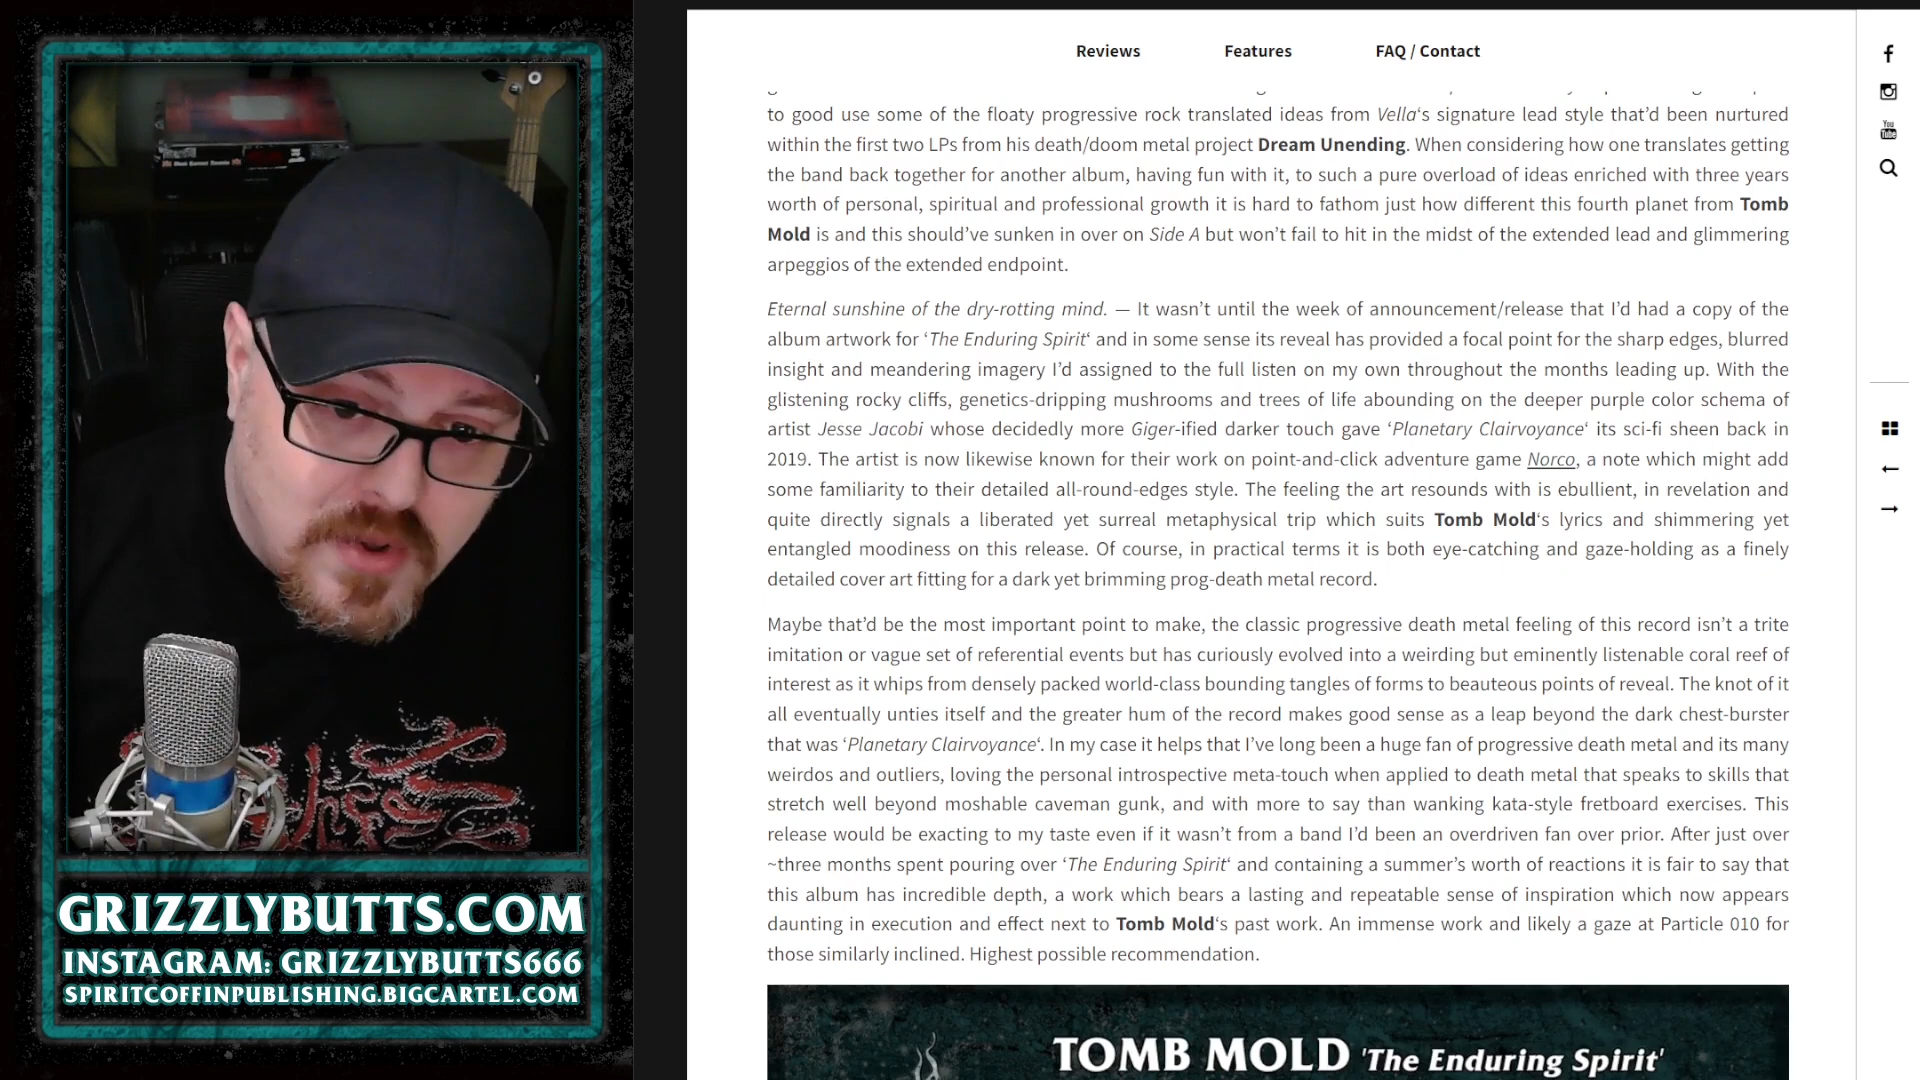 GRIZZLYBUTTS.COM
INSTAGRAM: GRIZZLYBUTTS666
SPIRITCOFFINPUBLISHING.BIGCARTEL.COM
Reviews Features FAQ / Contact
to good use some of the floaty progressive rock translated ideas from Vella‘s signature lead style that’d been nurtured
within the first two LPs from his death/doom metal project Dream Unending. When considering how one translates getting
the band back together for another album, having fun with it, to such a pure overload of ideas enriched with three years
worth of personal, spiritual and professional growth it is hard to fathom just how different this fourth planet from Tomb
Mold is and this should’ve sunken in over on Side A but won’t fail to hit in the midst of the extended lead and glimmering
arpeggios of the extended endpoint.
Eternal sunshine of the dry-rotting mind. — It wasn’t until the week of announcement/release that I’d had a copy of the
album artwork for ‘The Enduring Spirit‘ and in some sense its reveal has provided a focal point for the sharp edges, blurred
insight and meandering imagery I’d assigned to the full listen on my own throughout the months leading up. With the
glistening rocky cliffs, genetics-dripping mushrooms and trees of life abounding on the deeper purple color schema of
artist Jesse Jacobi whose decidedly more Giger-ified darker touch gave ‘Planetary Clairvoyance‘ its sci-fi sheen back in
2019. The artist is now likewise known for their work on point-and-click adventure game Norco, a note which might add
some familiarity to their detailed all-round-edges style. The feeling the art resounds with is ebullient, in revelation and
quite directly signals a liberated yet surreal metaphysical trip which suits Tomb Mold‘s lyrics and shimmering yet
entangled moodiness on this release. Of course, in practical terms it is both eye-catching and gaze-holding as a finely
detailed cover art fitting for a dark yet brimming prog-death metal record.
Maybe that’d be the most important point to make, the classic progressive death metal feeling of this record isn’t a trite
imitation or vague set of referential events but has curiously evolved into a weirding but eminently listenable coral reef of
interest as it whips from densely packed world-class bounding tangles of forms to beauteous points of reveal. The knot of it
all eventually unties itself and the greater hum of the record makes good sense as a leap beyond the dark chest-burster
that was ‘Planetary Clairvoyance‘. In my case it helps that I’ve long been a huge fan of progressive death metal and its many
weirdos and outliers, loving the personal introspective meta-touch when applied to death metal that speaks to skills that
stretch well beyond moshable caveman gunk, and with more to say than wanking kata-style fretboard exercises. This
release would be exacting to my taste even if it wasn’t from a band I’d been an overdriven fan over prior. After just over
~three months spent pouring over ‘The Enduring Spirit‘ and containing a summer’s worth of reactions it is fair to say that
this album has incredible depth, a work which bears a lasting and repeatable sense of inspiration which now appears
daunting in execution and effect next to Tomb Mold‘s past work. An immense work and likely a gaze at Particle 010 for
those similarly inclined. Highest possible recommendation.
TOMB MOLD 'The Enduring Spirit'
You
Tube